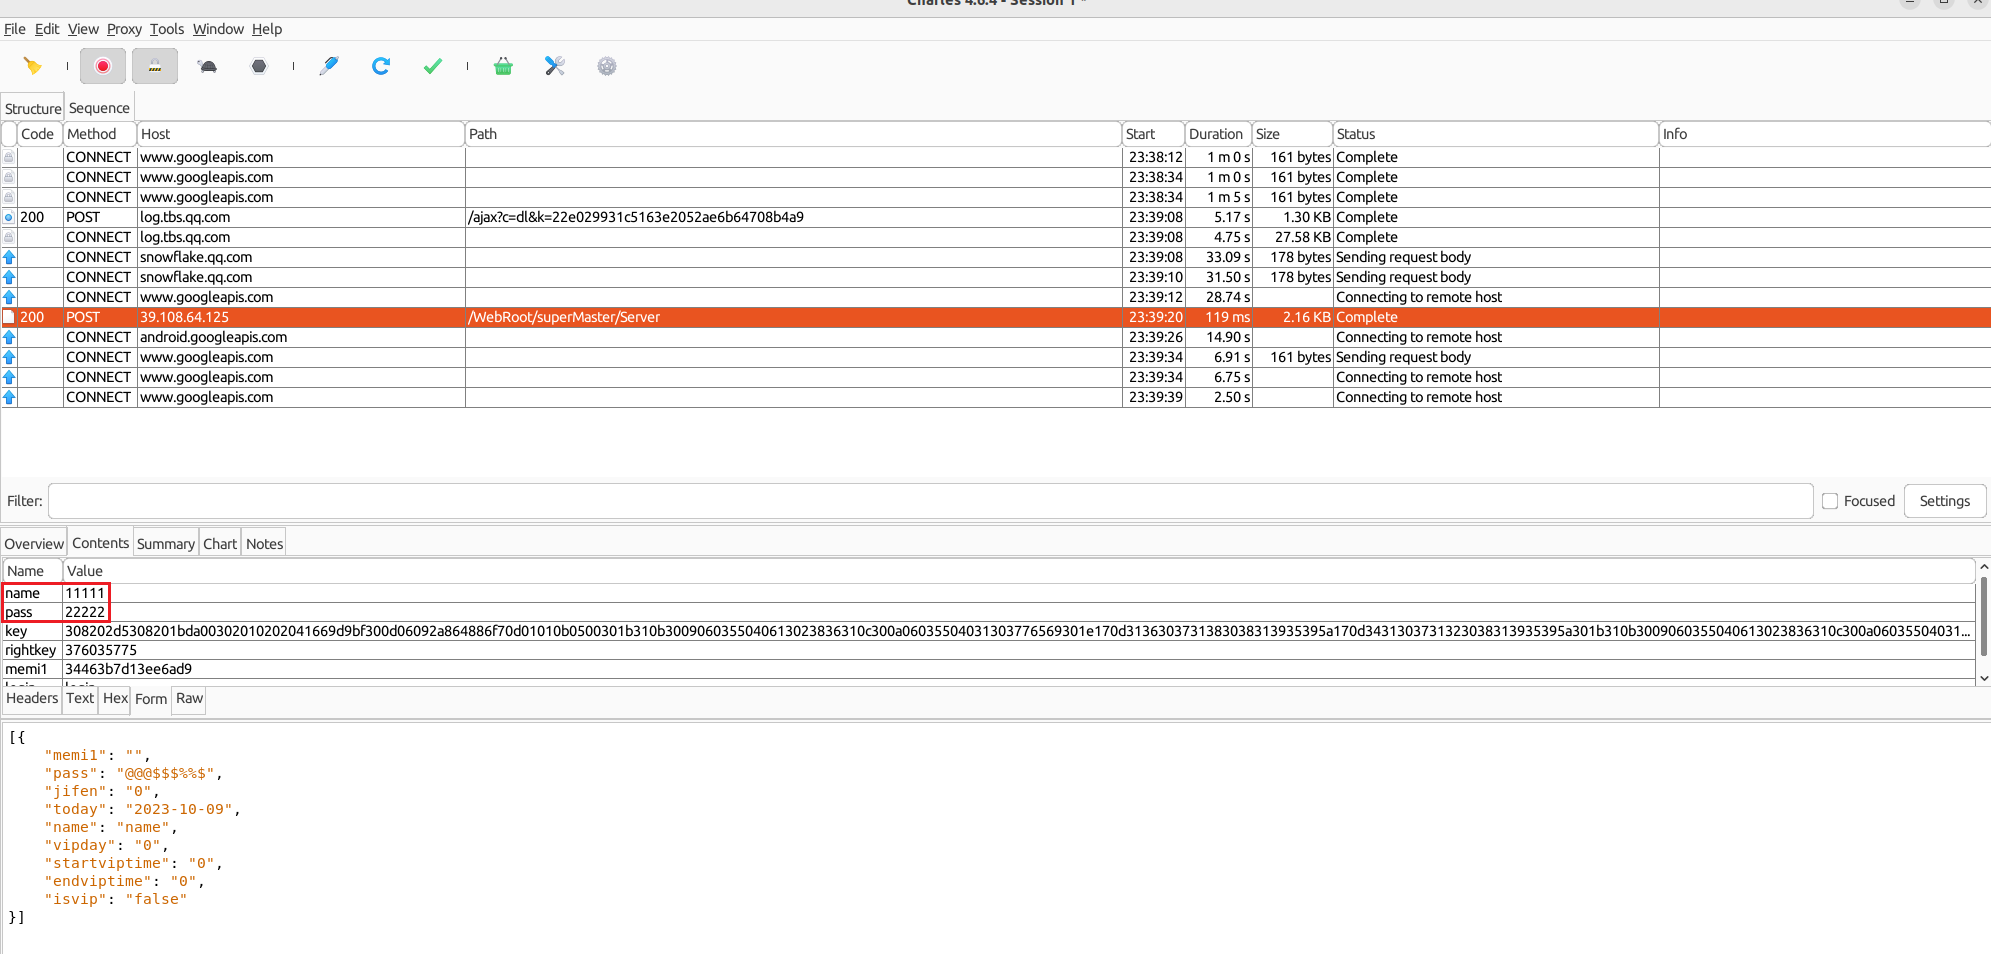 Charles 4.6.4 - Session 1 *
File Edit View Proxy Tools Window Help
Structure Sequence
Code Method Host Path Start Duration Size Status Info
CONNECT www.googleapis.com 23:38:12 1 m 0 s 161 bytes Complete
CONNECT www.googleapis.com 23:38:34 1 m 0 s 161 bytes Complete
CONNECT www.googleapis.com 23:38:34 1 m 5 s 161 bytes Complete
200 POST log.tbs.qq.com /ajax?c=dl&k=22e029931c5163e2052ae6b64708b4a9 23:39:08 5.17 s 1.30 KB Complete
CONNECT log.tbs.qq.com 23:39:08 4.75 s 27.58 KB Complete
CONNECT snowflake.qq.com 23:39:08 33.09 s 178 bytes Sending request body
CONNECT snowflake.qq.com 23:39:10 31.50 s 178 bytes Sending request body
CONNECT www.googleapis.com 23:39:12 28.74 s Connecting to remote host
200 POST 39.108.64.125 /WebRoot/superMaster/Server 23:39:20 119 ms 2.16 KB Complete
CONNECT android.googleapis.com 23:39:26 14.90 s Connecting to remote host
CONNECT www.googleapis.com 23:39:34 6.91 s 161 bytes Sending request body
CONNECT www.googleapis.com 23:39:34 6.75 s Connecting to remote host
CONNECT www.googleapis.com 23:39:39 2.50 s Connecting to remote host
Filter: Focused Settings
Overview Contents Summary Chart Notes
Name Value
name 11111
pass 22222
key 308202d5308201bda00302010202041669d9bf300d06092a864886f70d01010b0500301b310b3009060355040613023836310c300a06035504031303776569301e170d3136303731383038313935395a170d3431303731323038313935395a301b310b3009060355040613023836310c300a06035504031...
rightkey 376035775
memi1 34463b7d13ee6ad9
login login
Headers Text Hex Form Raw
[{
"memi1": "",
"pass": "@@@$$$%%$",
"jifen": "0",
"today": "2023-10-09",
"name": "name",
"vipday": "0",
"startviptime": "0",
"endviptime": "0",
"isvip": "false"
}]